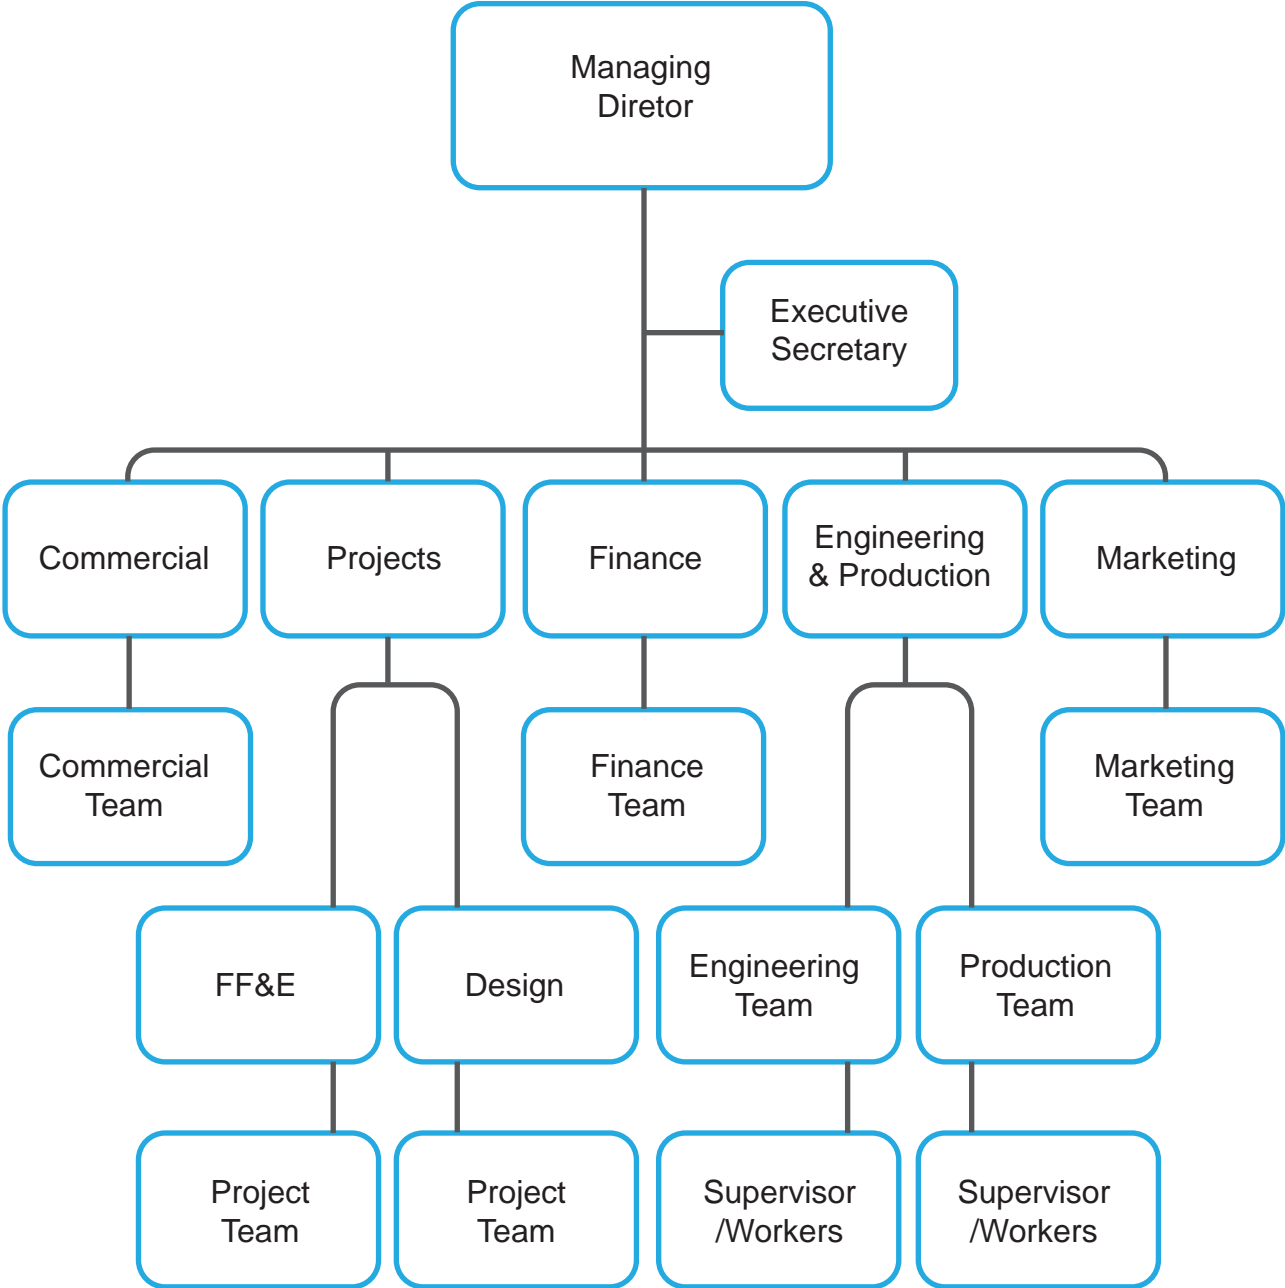 Managing
Diretor
Executive
Secretary
Commercial
Projects
Finance
Engineering
& Production
Marketing
Commercial
Team
Finance
Team
Marketing
Team
FF&E
Design
Engineering
Team
Production
Team
Project
Team
Project
Team
Supervisor
/Workers
Supervisor
/Workers